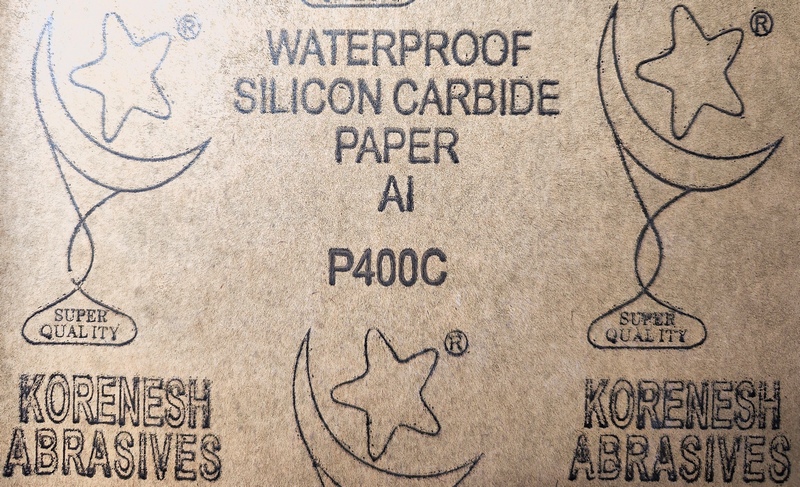 ®
®
WATERPROOF
SILICON CARBIDE
PAPER
AI
P400C
SUPER
QUALITY
SUPER
QUALITY
®
KORENESH
ABRASIVES
KORENESH
ABRASIVES